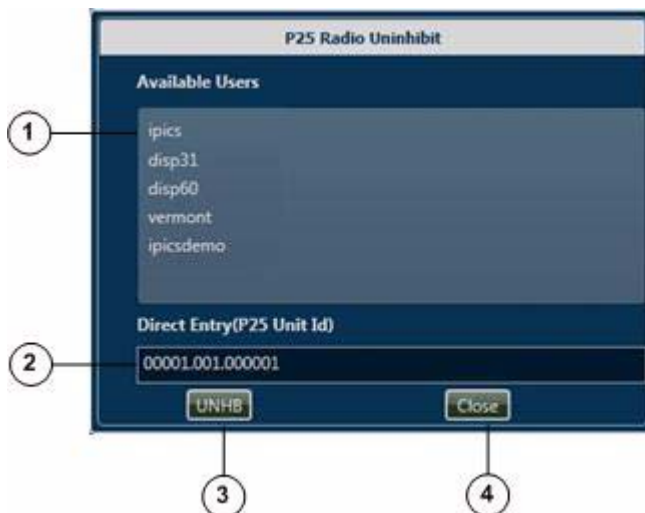 P25 Radio Uninhibit
Available Users
1
ipics
disp31
disp60
vermont
ipicsdemo
Direct Entry(P25 Unit Id)
2
00001.001.000001
UNHB
Close
3
4